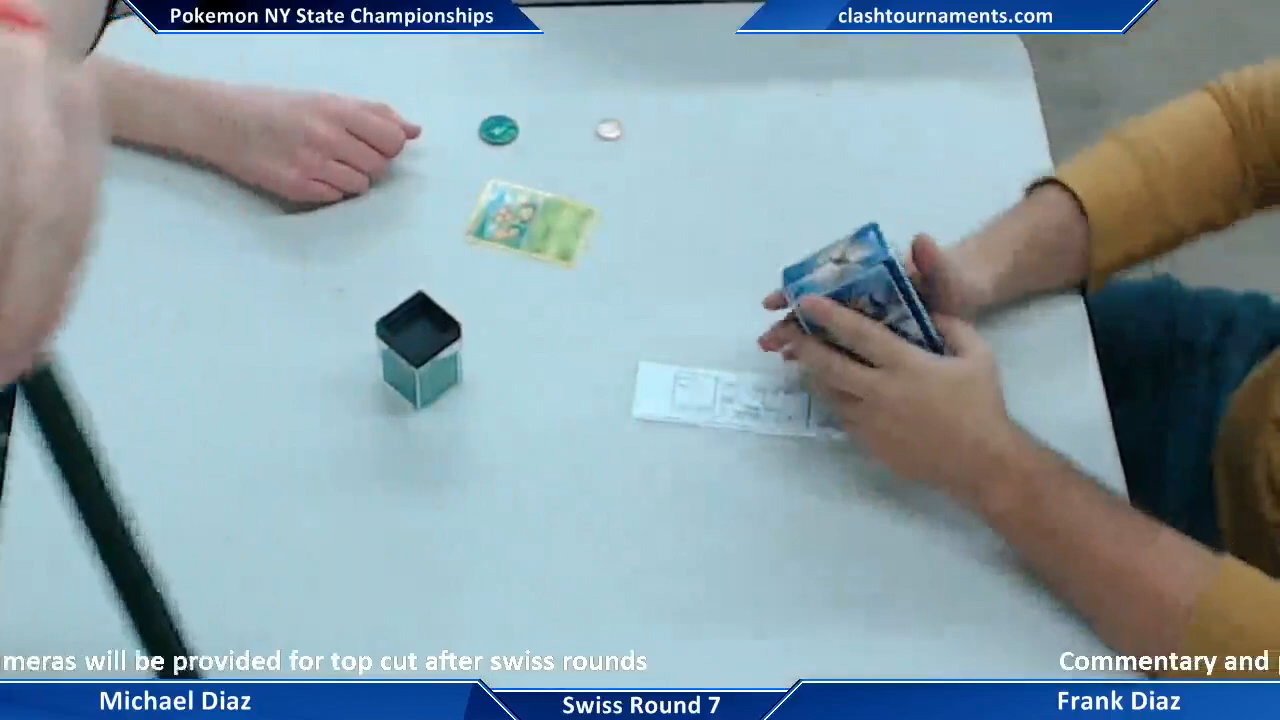 Pokemon NY State Championships
clashtournaments.com
meras will be provided for top cut after swiss rounds
Commentary and
Michael Diaz
Swiss Round 7
Frank Diaz